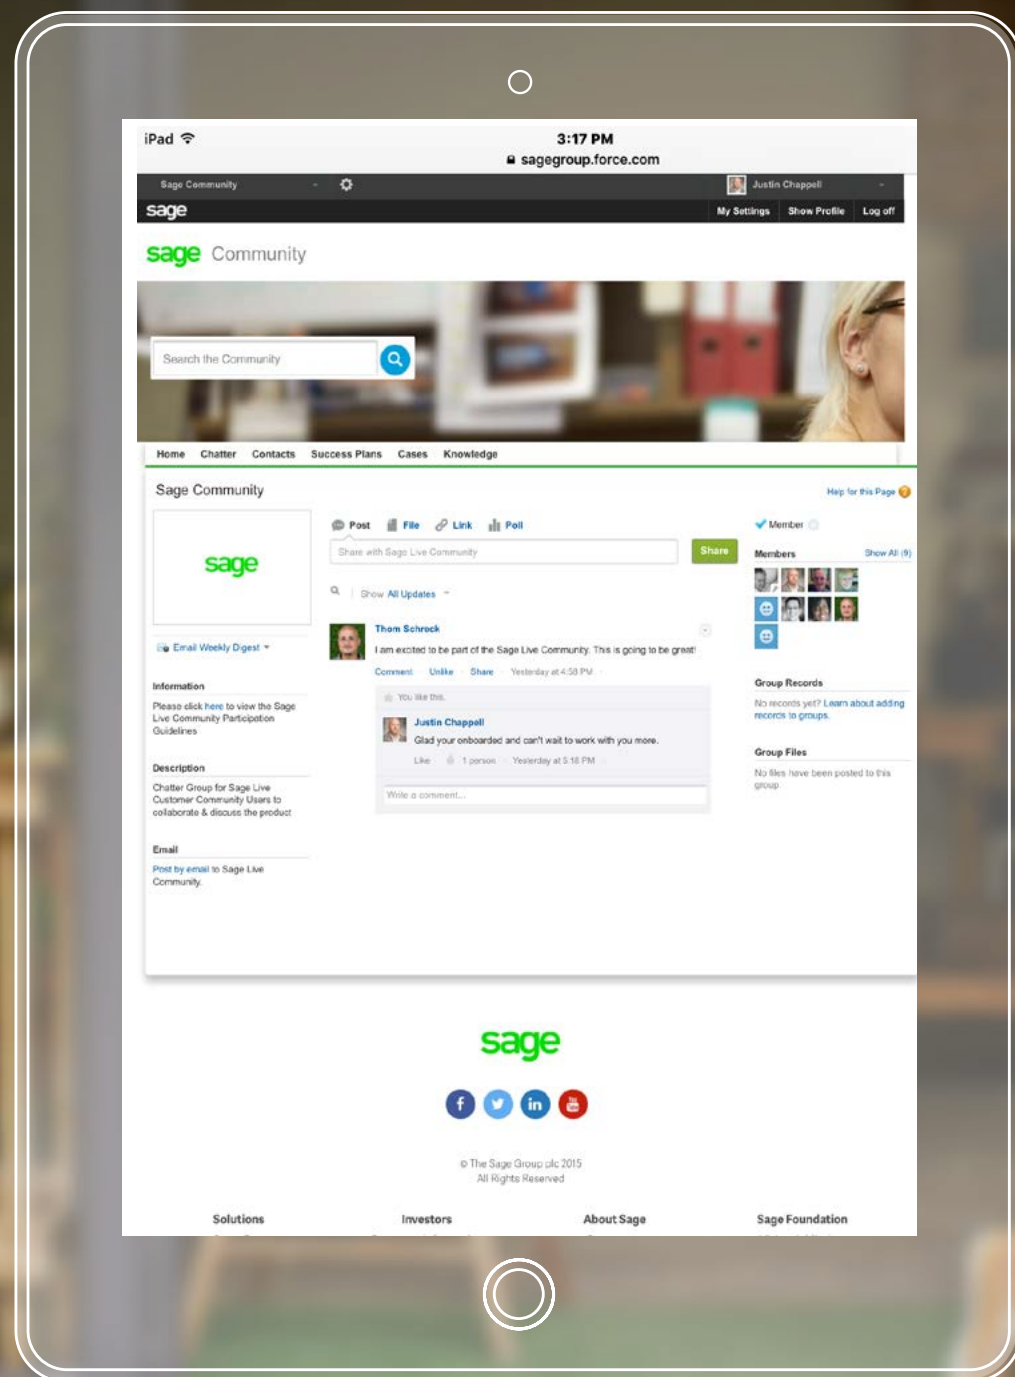 iPad
3:17 PM
sagegroup.force.com
Sage Community
Justin Chappell
sage
My Settings Show Profile Log off
sage Community
Search the Community
Home Chatter Contacts Success Plans Cases Knowledge
Sage Community
Help for this Page
sage
Email Weekly Digest
Information
Please click here to view the Sage
Live Community Participation
Guidelines
Description
Chatter Group for Sage Live
Customer Community Users to
collaborate & discuss the product
Email
Post by email to Sage Live
Community.
Post File Link Poll
Share with Sage Live Community
Share
Show All Updates
Thom Schrock
I am excited to be part of the Sage Live Community. This is going to be great!
Comment · Unlike · Share · Yesterday at 4:58 PM
You like this.
Justin Chappell
Glad your onboarded and can't wait to work with you more.
Like · 1 person · Yesterday at 5:18 PM
Write a comment...
Member
Members Show All (9)
Group Records
No records yet? Learn about adding
records to groups.
Group Files
No files have been posted to this
group.
sage
f in You Tube
© The Sage Group plc 2015
All Rights Reserved
Solutions Investors About Sage Sage Foundation